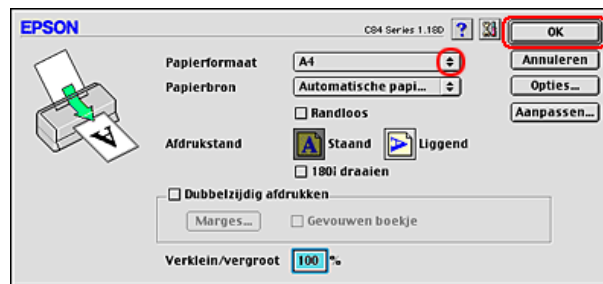 EPSON
C84 Series 1.18D
?
OK
Papierformaat
A4
Annuleren
Papierbron
Automatische papi...
Opties...
Randloos
Aanpassen...
Afdrukstand
A
Staand
A
Liggend
180i draaien
Dubbelzijdig afdrukken
Marges...
Gevouwen boekje
Verklein/vergroot
100 %
A